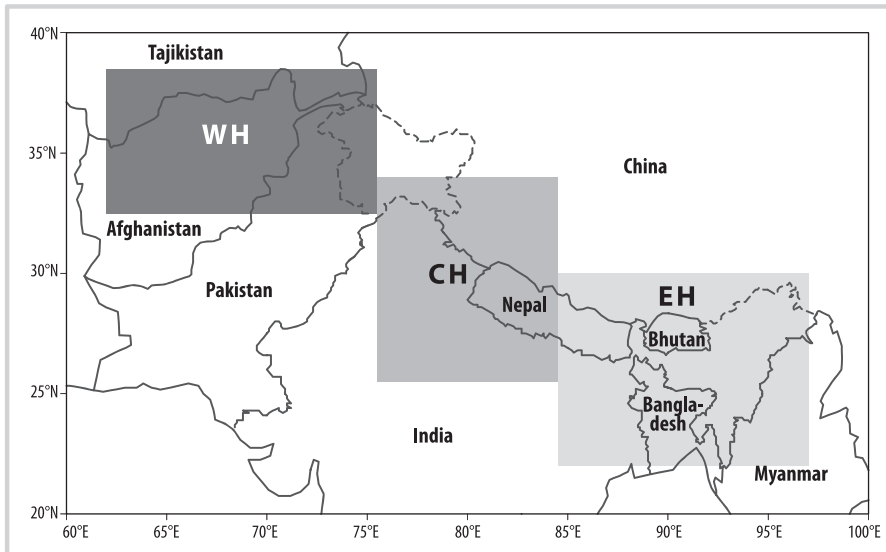 40°N
Tajikistan
WH
35°N
China
Afghanistan
30°N
Pakistan
CH
EH
Nepal
Bhutan
25°N
Bangla-
desh
India
Myanmar
20°N
60°E 65°E 70°E 75°E 80°E 85°E 90°E 95°E 100°E